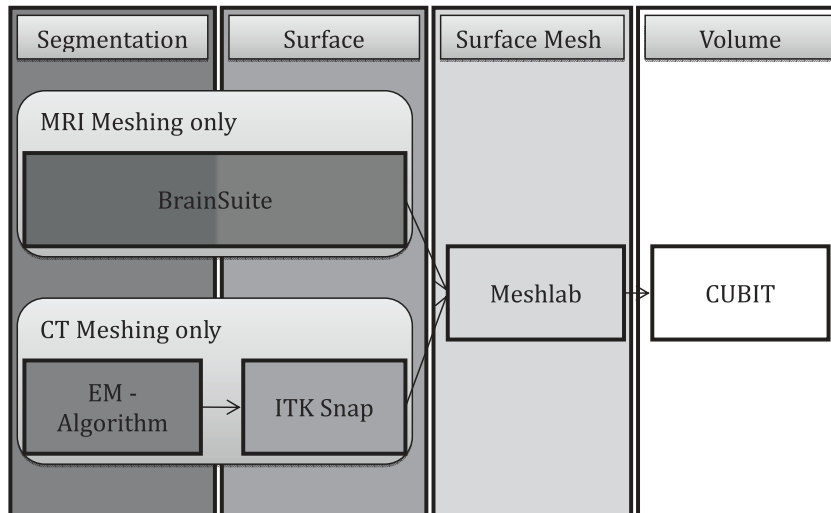 Segmentation
Surface
Surface Mesh
Volume
MRI Meshing only
BrainSuite
Meshlab
CUBIT
CT Meshing only
EM -
Algorithm
ITK Snap